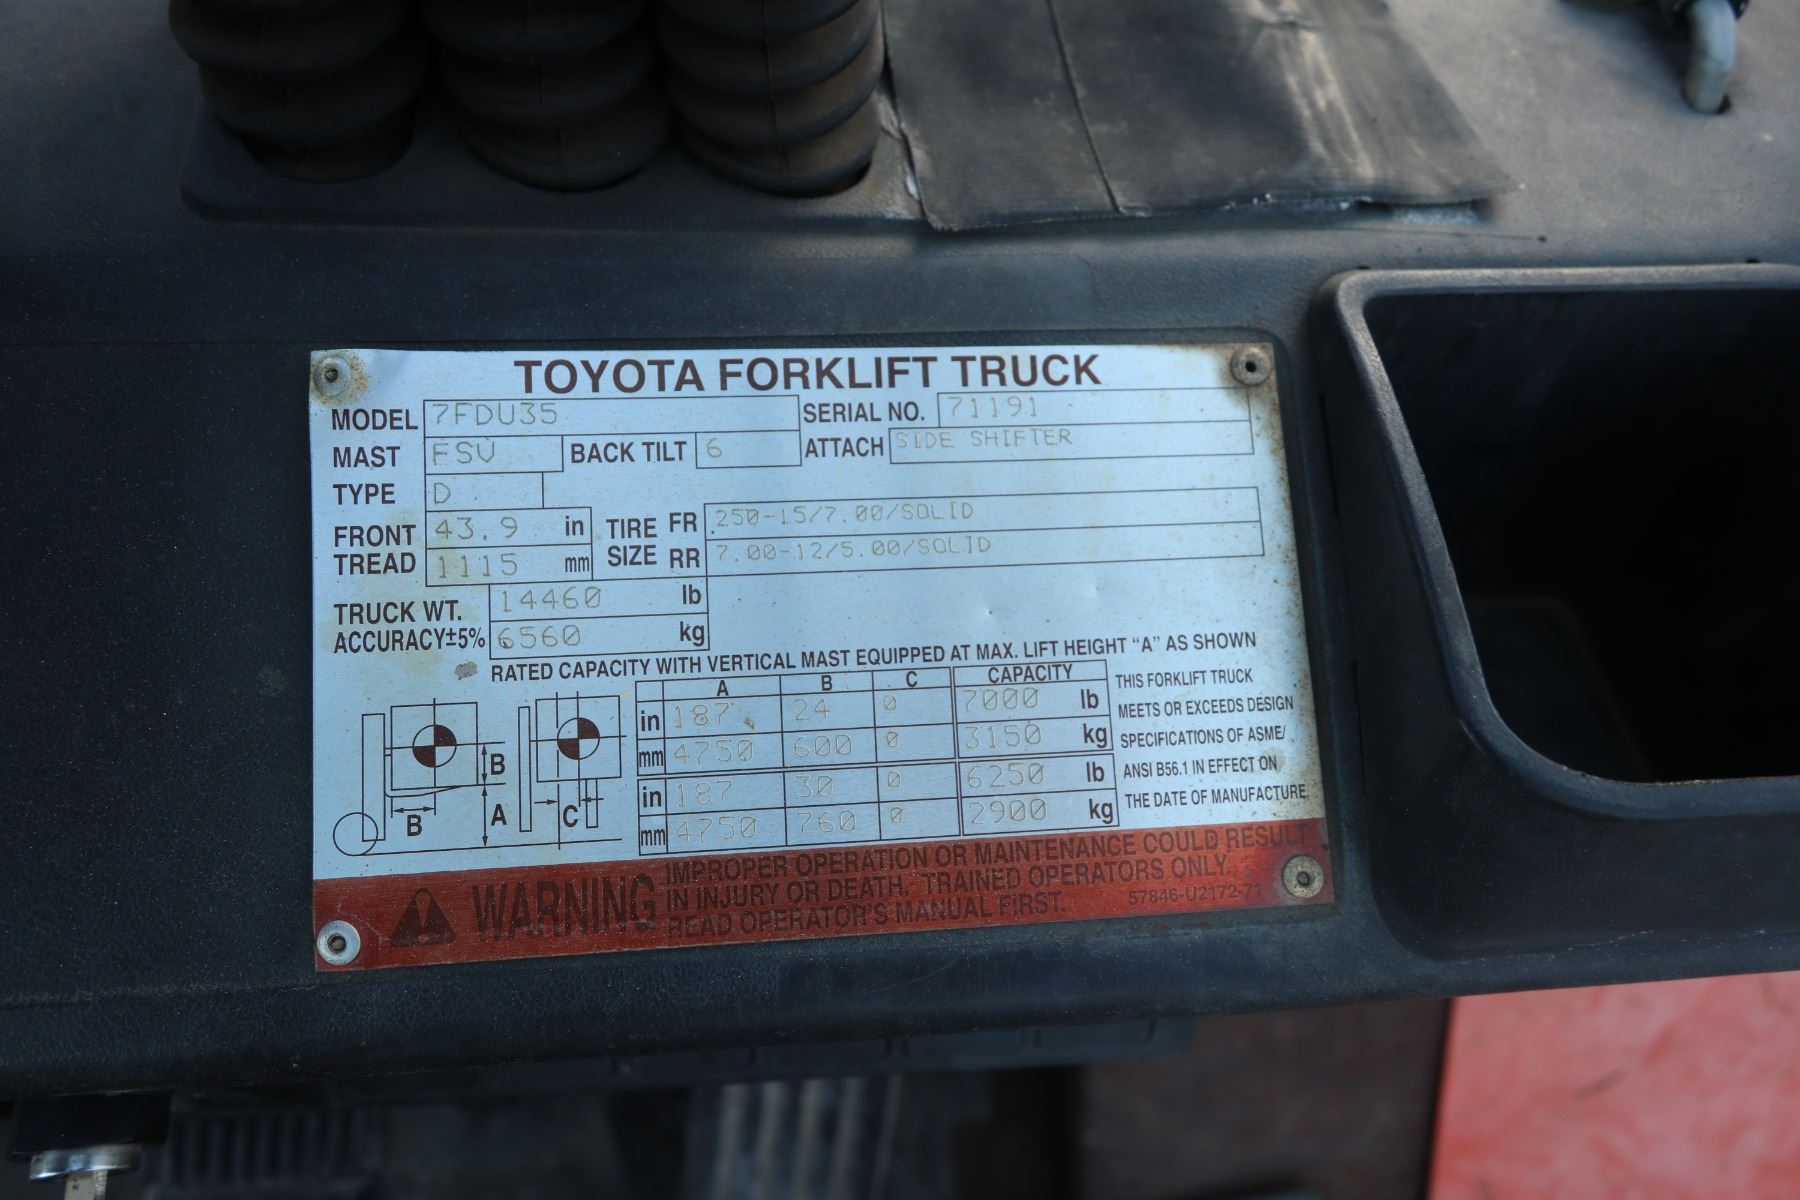 TOYOTA FORKLIFT TRUCK
MODEL 7FDU35 SERIAL NO. 71191
MAST FSV BACK TILT 6 ATTACH SIDE SHIFTER
TYPE D
FRONT TREAD 43.9 in TIRE SIZE FR 250-15/7.00/SOLID
1115 mm RR 7.00-12/5.00/SOLID
TRUCK WT. 14460 lb
ACCURACY±5% 6560 kg
RATED CAPACITY WITH VERTICAL MAST EQUIPPED AT MAX. LIFT HEIGHT "A" AS SHOWN
A B C CAPACITY
in 187 24 0 7000 lb
mm 4750 600 0 3150 kg
in 187 30 0 6250 lb
mm 4750 760 0 2900 kg
B
B
A
C
THIS FORKLIFT TRUCK
MEETS OR EXCEEDS DESIGN
SPECIFICATIONS OF ASME/
ANSI B56.1 IN EFFECT ON
THE DATE OF MANUFACTURE.
WARNING
IMPROPER OPERATION OR MAINTENANCE COULD RESULT
IN INJURY OR DEATH. TRAINED OPERATORS ONLY.
READ OPERATOR'S MANUAL FIRST.
57846-U2172-71